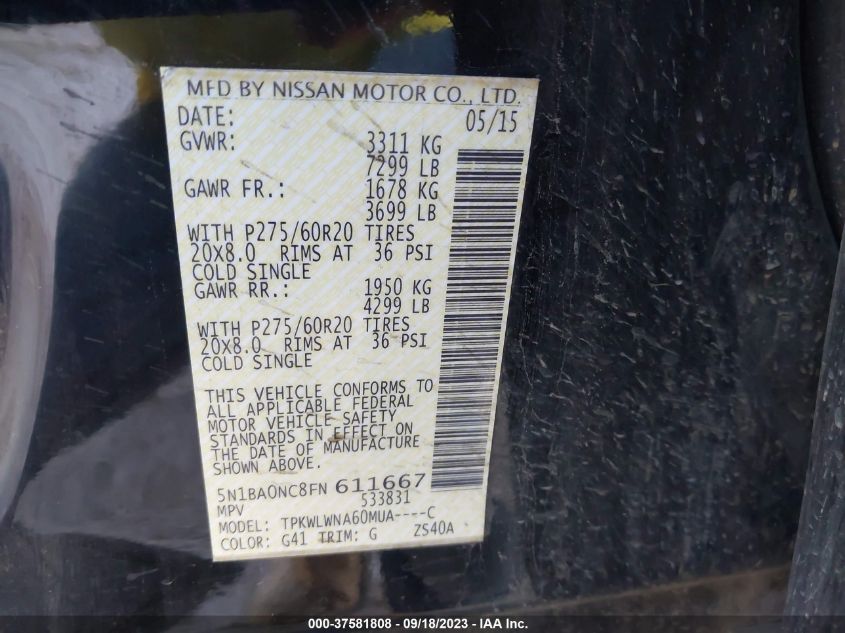 MFD BY NISSAN MOTOR CO., LTD.
DATE: 05/15
GVWR: 3311 KG
7299 LB
GAWR FR.: 1678 KG
3699 LB
WITH P275/60R20 TIRES
20X8.0 RIMS AT 36 PSI
COLD SINGLE
GAWR RR.: 1950 KG
4299 LB
WITH P275/60R20 TIRES
20X8.0 RIMS AT 36 PSI
COLD SINGLE
THIS VEHICLE CONFORMS TO
ALL APPLICABLE FEDERAL
MOTOR VEHICLE SAFETY
STANDARDS IN EFFECT ON
THE DATE OF MANUFACTURE
SHOWN ABOVE.
5N1BA0NC8FN 611667
MPV 533831
MODEL: TPKWLWNA60MUA----C
COLOR: G41 TRIM: G ZS40A
000-37581808 - 09/18/2023 - IAA Inc.